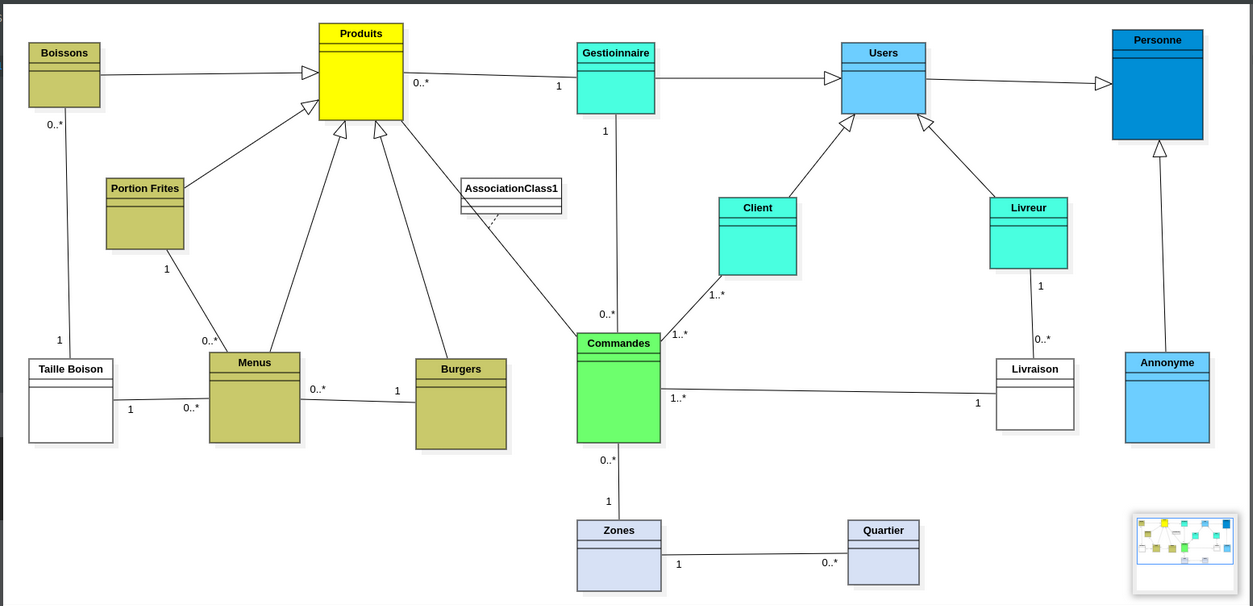 Produits
Personne
Boissons
Gestioinnaire
Users
0..*
1
0..*
1
Portion Frites
AssociationClass1
Client
Livreur
1
1
1..*
0..*
1..*
1
0..*
0..*
Commandes
Taille Boison
Menus
Burgers
Livraison
Annonyme
0..*
1
1..*
1
0..*
1
0..*
1
Zones
Quartier
1
0..*